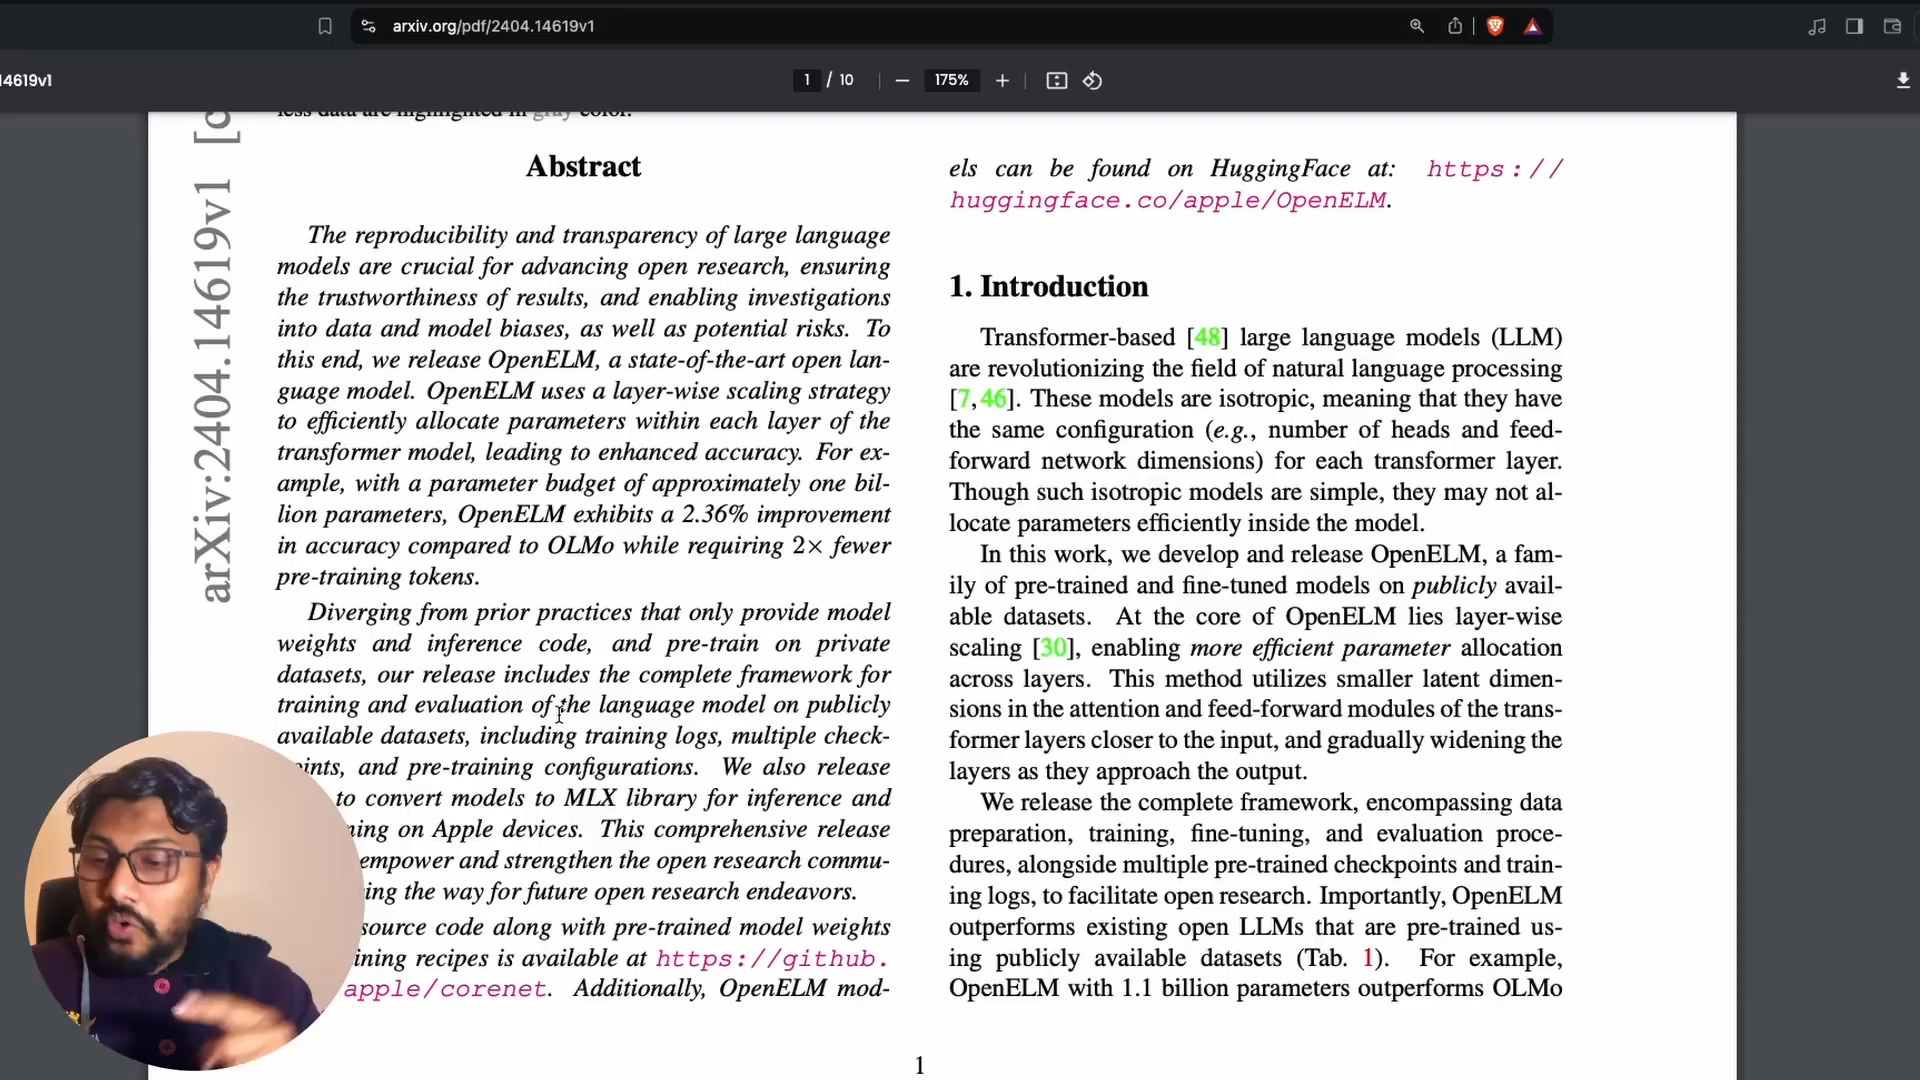 arxiv.org/pdf/2404.14619v1
14619v1
1 / 10
175%
arXiv:2404.14619v1 [c
less data are highlighted in gray color.
Abstract
The reproducibility and transparency of large language
models are crucial for advancing open research, ensuring
the trustworthiness of results, and enabling investigations
into data and model biases, as well as potential risks. To
this end, we release OpenELM, a state-of-the-art open lan-
guage model. OpenELM uses a layer-wise scaling strategy
to efficiently allocate parameters within each layer of the
transformer model, leading to enhanced accuracy. For ex-
ample, with a parameter budget of approximately one bil-
lion parameters, OpenELM exhibits a 2.36% improvement
in accuracy compared to OLMo while requiring 2× fewer
pre-training tokens.
Diverging from prior practices that only provide model
weights and inference code, and pre-train on private
datasets, our release includes the complete framework for
training and evaluation of the language model on publicly
available datasets, including training logs, multiple check-
ints, and pre-training configurations. We also release
to convert models to MLX library for inference and
ning on Apple devices. This comprehensive release
empower and strengthen the open research commu-
ing the way for future open research endeavors.
source code along with pre-trained model weights
ining recipes is available at https://github.
apple/corenet. Additionally, OpenELM mod-
els can be found on HuggingFace at: https://
huggingface.co/apple/OpenELM.
1. Introduction
Transformer-based [48] large language models (LLM)
are revolutionizing the field of natural language processing
[7,46]. These models are isotropic, meaning that they have
the same configuration (e.g., number of heads and feed-
forward network dimensions) for each transformer layer.
Though such isotropic models are simple, they may not al-
locate parameters efficiently inside the model.
In this work, we develop and release OpenELM, a fam-
ily of pre-trained and fine-tuned models on publicly avail-
able datasets. At the core of OpenELM lies layer-wise
scaling [30], enabling more efficient parameter allocation
across layers. This method utilizes smaller latent dimen-
sions in the attention and feed-forward modules of the trans-
former layers closer to the input, and gradually widening the
layers as they approach the output.
We release the complete framework, encompassing data
preparation, training, fine-tuning, and evaluation proce-
dures, alongside multiple pre-trained checkpoints and train-
ing logs, to facilitate open research. Importantly, OpenELM
outperforms existing open LLMs that are pre-trained us-
ing publicly available datasets (Tab. 1). For example,
OpenELM with 1.1 billion parameters outperforms OLMo
1